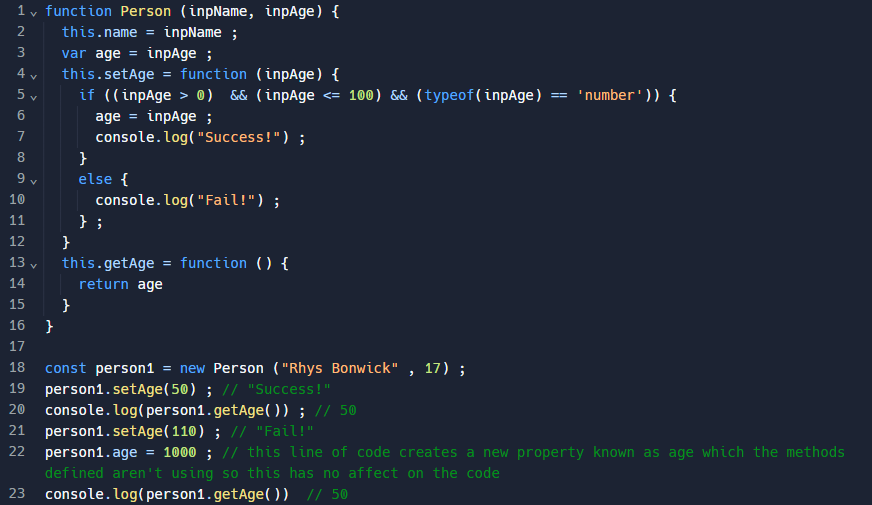 1 function Person (inpName, inpAge) {
2 this.name = inpName ;
3 var age = inpAge ;
4 this.setAge = function (inpAge) {
5 if ((inpAge > 0)  && (inpAge <= 100) && (typeof(inpAge) == 'number')) {
6 age = inpAge ;
7 console.log("Success!") ;
8 }
9 else {
10 console.log("Fail!") ;
11 } ;
12 }
13 this.getAge = function () {
14 return age
15 }
16 }
17
18 const person1 = new Person ("Rhys Bonwick" , 17) ;
19 person1.setAge(50) ; // "Success!"
20 console.log(person1.getAge()) ; // 50
21 person1.setAge(110) ; // "Fail!"
22 person1.age = 1000 ; // this line of code creates a new property known as age which the methods
defined aren't using so this has no affect on the code
23 console.log(person1.getAge())  // 50